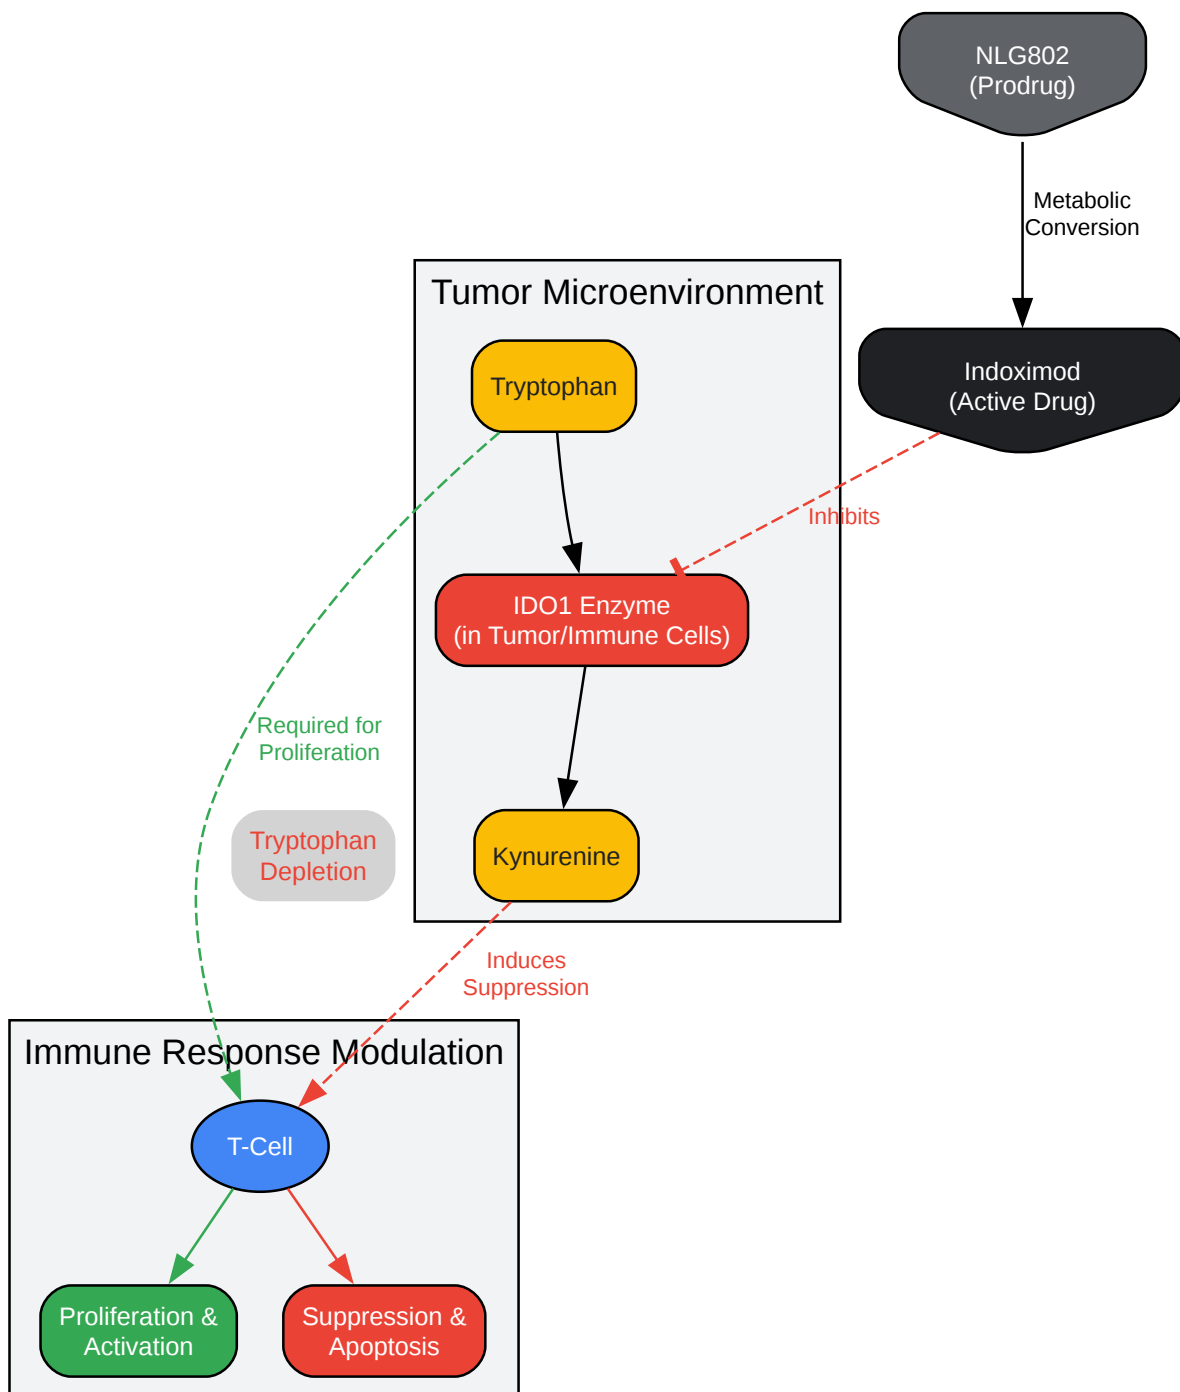 NLG802
(Prodrug)
Metabolic
Conversion
Tumor Microenvironment
Tryptophan
Indoximod
(Active Drug)
Inhibits
IDO1 Enzyme
(in Tumor/Immune Cells)
Required for
Proliferation
Tryptophan
Depletion
Kynurenine
Induces
Suppression
Immune Response Modulation
T-Cell
Proliferation &
Activation
Suppression &
Apoptosis